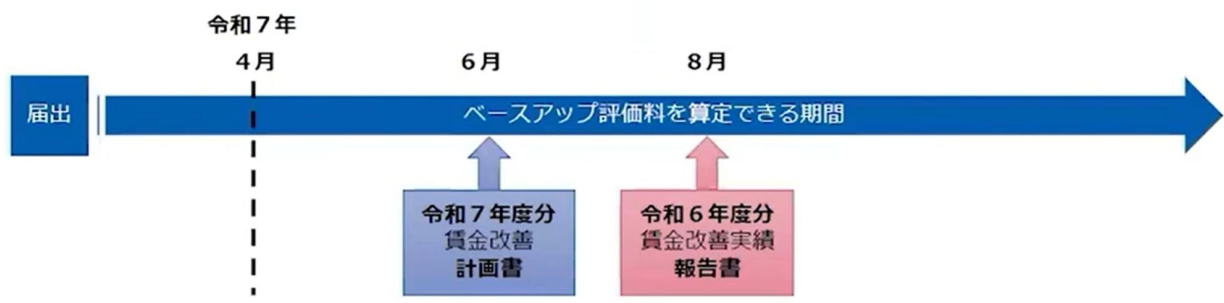 令和７年
４月
６月
８月
届出
ベースアップ評価料を算定できる期間
令和７年度分
賃金改善
計画書
令和６年度分
賃金改善実績
報告書